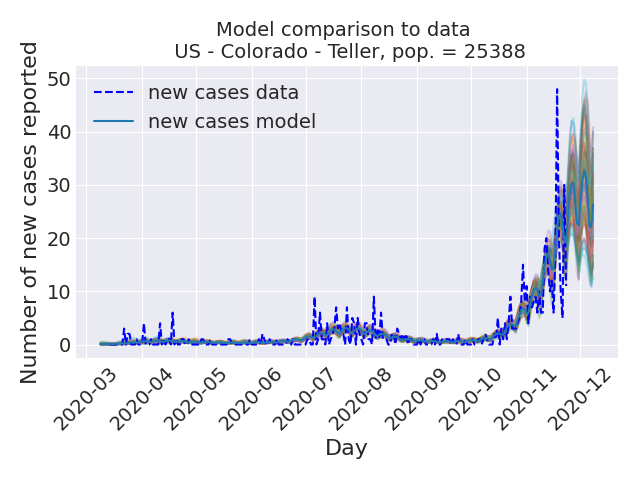 Model comparison to data
US - Colorado - Teller, pop. = 25388
new cases data
new cases model
Number of new cases reported
50
40
30
20
10
0
2020-03
2020-04
2020-05
2020-06
2020-07
2020-08
2020-09
2020-10
2020-11
2020-12
Day